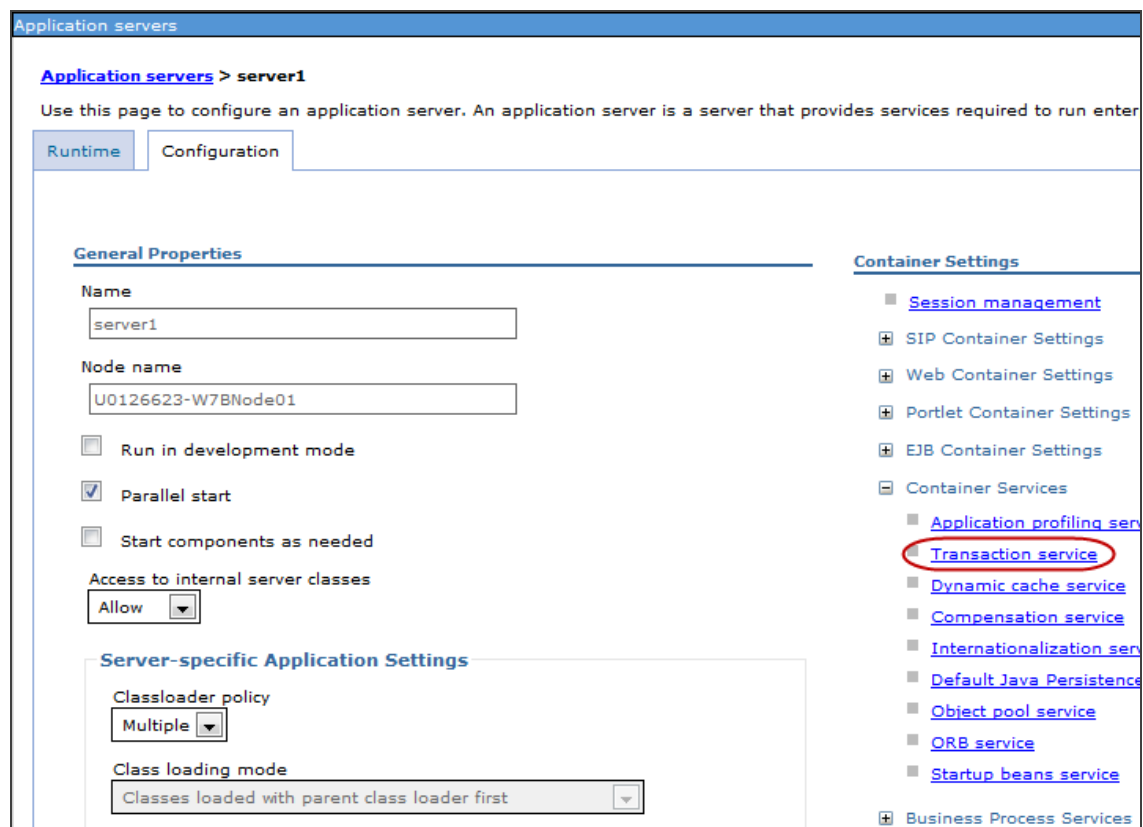 Application servers
Application servers > server1
Use this page to configure an application server. An application server is a server that provides services required to run enter
Runtime
Configuration
General Properties
Name
server1
Node name
U0126623-W7BNode01
Run in development mode
Parallel start
Start components as needed
Access to internal server classes
Allow
Server-specific Application Settings
Classloader policy
Multiple
Class loading mode
Classes loaded with parent class loader first
Container Settings
Session management
SIP Container Settings
Web Container Settings
Portlet Container Settings
EJB Container Settings
Container Services
Application profiling serv
Transaction service
Dynamic cache service
Compensation service
Internationalization serv
Default Java Persistence
Object pool service
ORB service
Startup beans service
Business Process Services